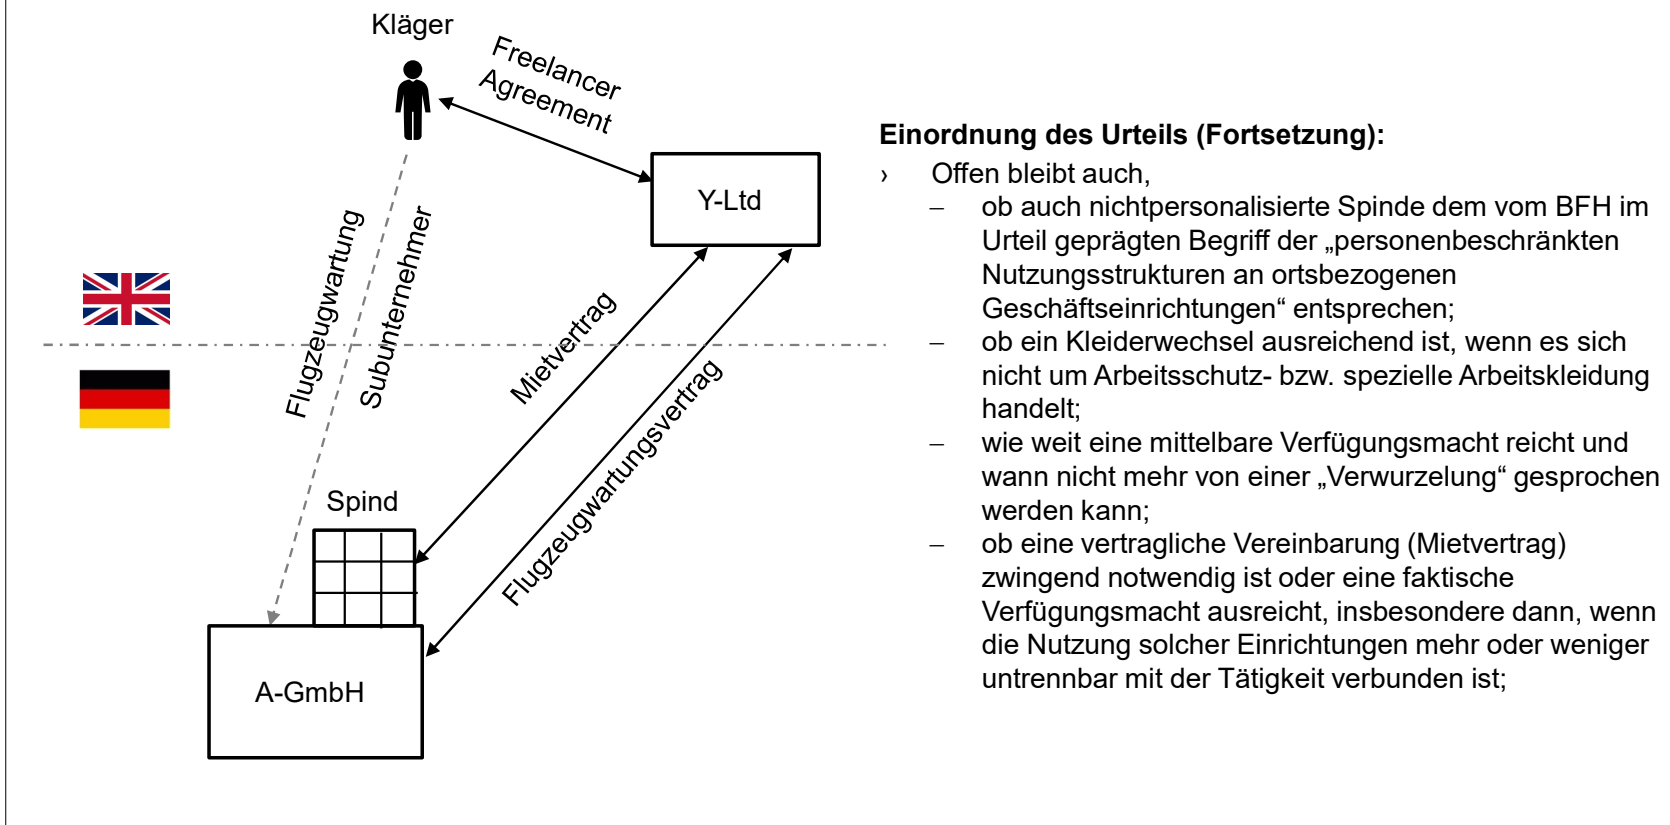 Kläger
Freelancer
Agreement
Y-Ltd
Flugzeugwartung
Subunternehmer
Mietvertrag
Flugzeugwartungsvertrag
Spind
A-GmbH
Einordnung des Urteils (Fortsetzung):
› Offen bleibt auch,
– ob auch nichtpersonalisierte Spinde dem vom BFH im
Urteil geprägten Begriff der „personenbeschränkten
Nutzungsstrukturen an ortsbezogenen
Geschäftseinrichtungen“ entsprechen;
– ob ein Kleiderwechsel ausreichend ist, wenn es sich
nicht um Arbeitsschutz- bzw. spezielle Arbeitskleidung
handelt;
– wie weit eine mittelbare Verfügungsmacht reicht und
wann nicht mehr von einer „Verwurzelung“ gesprochen
werden kann;
– ob eine vertragliche Vereinbarung (Mietvertrag)
zwingend notwendig ist oder eine faktische
Verfügungsmacht ausreicht, insbesondere dann, wenn
die Nutzung solcher Einrichtungen mehr oder weniger
untrennbar mit der Tätigkeit verbunden ist;